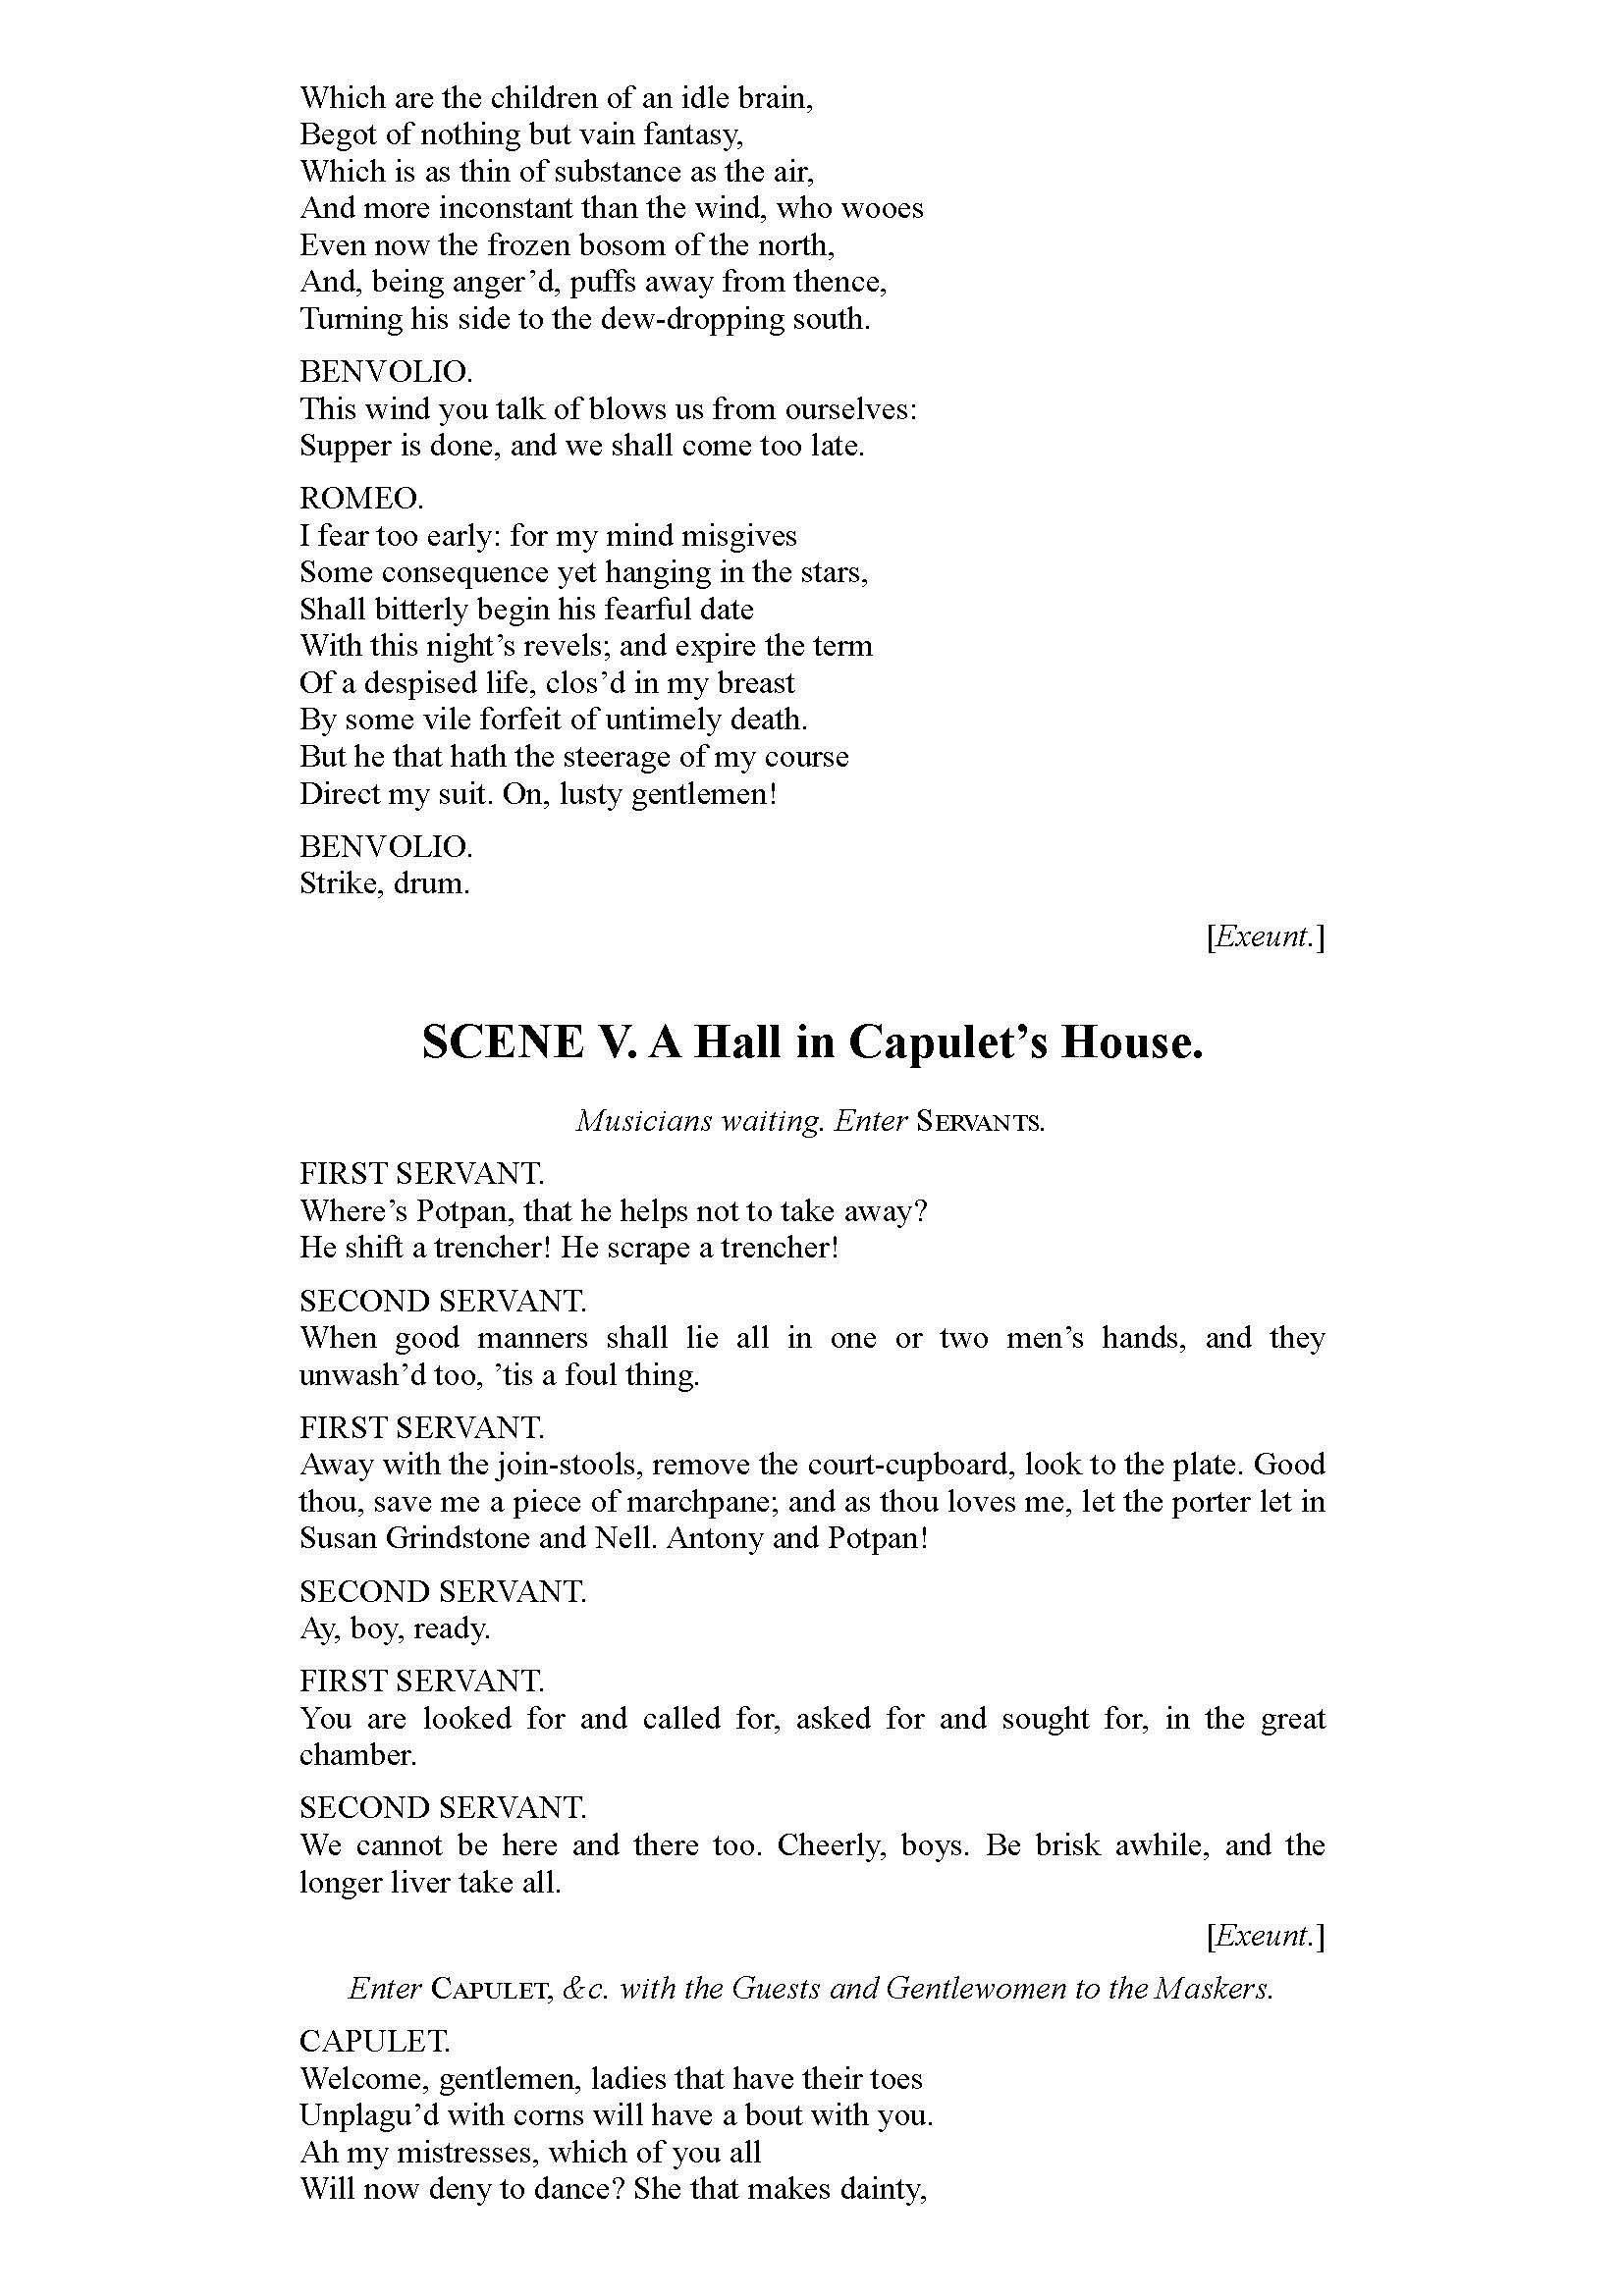 Which are the children of an idle brain,
Begot of nothing but vain fantasy,
Which is as thin of substance as the air,
And more inconstant than the wind, who wooes
Even now the frozen bosom of the north,
And, being anger’d, puffs away from thence,
Turning his side to the dew-dropping south.
BENVOLIO.
This wind you talk of blows us from ourselves:
Supper is done, and we shall come too late.
ROMEO.
I fear too early: for my mind misgives
Some consequence yet hanging in the stars,
Shall bitterly begin his fearful date
With this night’s revels; and expire the term
Of a despised life, clos’d in my breast
By some vile forfeit of untimely death.
But he that hath the steerage of my course
Direct my suit. On, lusty gentlemen!
BENVOLIO.
Strike, drum.
[Exeunt.]
SCENE V. A Hall in Capulet’s House.
Musicians waiting. Enter SERVANTS.
FIRST SERVANT.
Where’s Potpan, that he helps not to take away?
He shift a trencher! He scrape a trencher!
SECOND SERVANT.
When good manners shall lie all in one or two men’s hands, and they
unwash’d too, ’tis a foul thing.
FIRST SERVANT.
Away with the join-stools, remove the court-cupboard, look to the plate. Good
thou, save me a piece of marchpane; and as thou loves me, let the porter let in
Susan Grindstone and Nell. Antony and Potpan!
SECOND SERVANT.
Ay, boy, ready.
FIRST SERVANT.
You are looked for and called for, asked for and sought for, in the great
chamber.
SECOND SERVANT.
We cannot be here and there too. Cheerly, boys. Be brisk awhile, and the
longer liver take all.
[Exeunt.]
Enter CAPULET, &c. with the Guests and Gentlewomen to the Maskers.
CAPULET.
Welcome, gentlemen, ladies that have their toes
Unplagu’d with corns will have a bout with you.
Ah my mistresses, which of you all
Will now deny to dance? She that makes dainty,